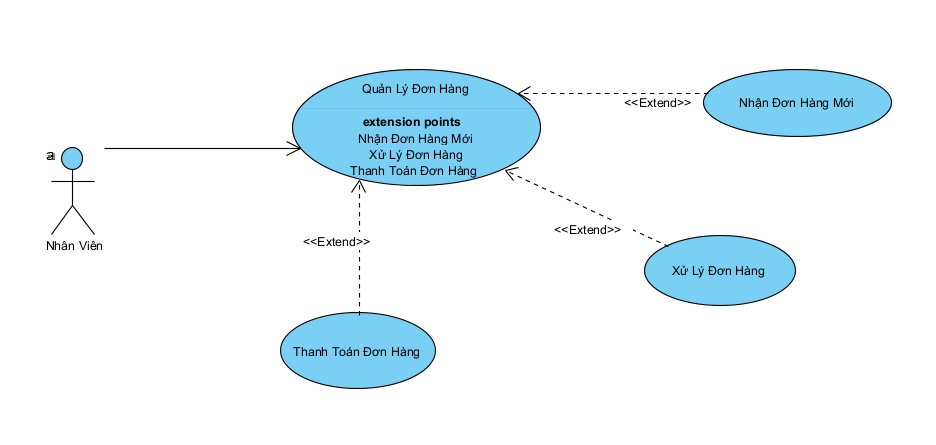 Quản Lý Đơn Hàng
extension points
Nhận Đơn Hàng Mới
Xử Lý Đơn Hàng
Thanh Toán Đơn Hàng
<<Extend>>
Nhận Đơn Hàng Mới
Nhân Viên
<<Extend>>
<<Extend>>
Xử Lý Đơn Hàng
Thanh Toán Đơn Hàng